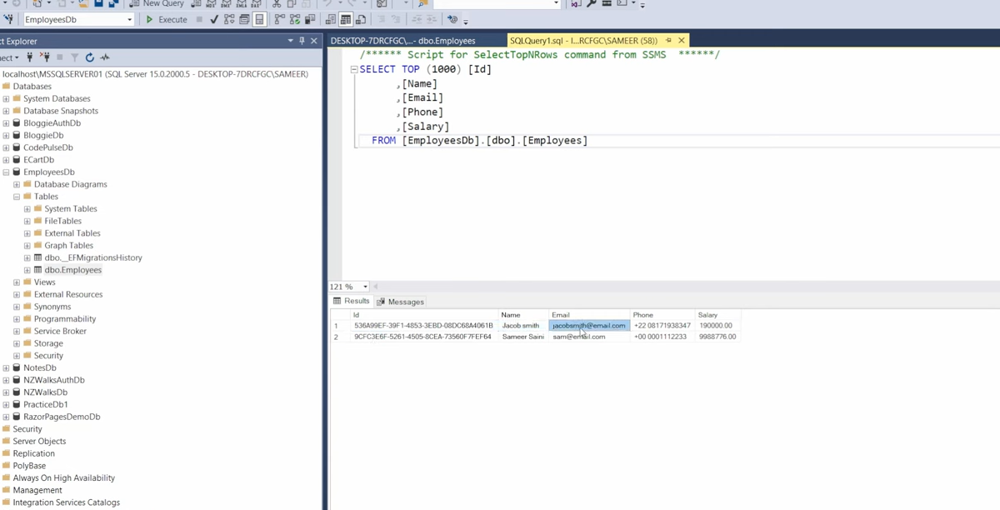 New Query
EmployeesDb
Execute
ct Explorer
nect
localhost\MSSQLSERVER01 (SQL Server 15.0.2000.5 - DESKTOP-7DRCFGC\SAMEER)
Databases
System Databases
Database Snapshots
BloggieAuthDb
BloggieDb
CodePulseDb
ECartDb
EmployeesDb
Database Diagrams
Tables
System Tables
FileTables
External Tables
Graph Tables
dbo.__EFMigrationsHistory
dbo.Employees
Views
External Resources
Synonyms
Programmability
Service Broker
Storage
Security
NotesDb
NZWalksAuthDb
NZWalksDb
PracticeDb1
RazorPagesDemoDb
Security
Server Objects
Replication
PolyBase
Always On High Availability
Management
Integration Services Catalogs
DESKTOP-7DRCFGC\...- dbo.Employees
SQLQuery1.sql - l...RCFGC\SAMEER (58))
/****** Script for SelectTopNRows command from SSMS ******/
SELECT TOP (1000) [Id]
,[Name]
,[Email]
,[Phone]
,[Salary]
FROM [EmployeesDb].[dbo].[Employees]
121 %
Results Messages
Id Name Email Phone Salary
1 536A99EF-39F1-4853-3EBD-08DC68A4061B Jacob smith jacobsmith@email.com +22 08171938347 190000.00
2 9CFC3E6F-5261-4505-8CEA-73560F7FEF64 Sameer Saini sam@email.com +00 0001112233 9988776.00